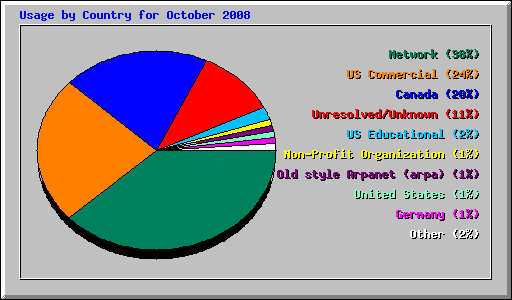 Usage by Country for October 2008
Network (38%)
US Commercial (24%)
Canada (20%)
Unresolved/Unknown (11%)
US Educational (2%)
Non-Profit Organization (1%)
Old style Arpanet (arpa) (1%)
United States (1%)
Germany (1%)
Other (2%)